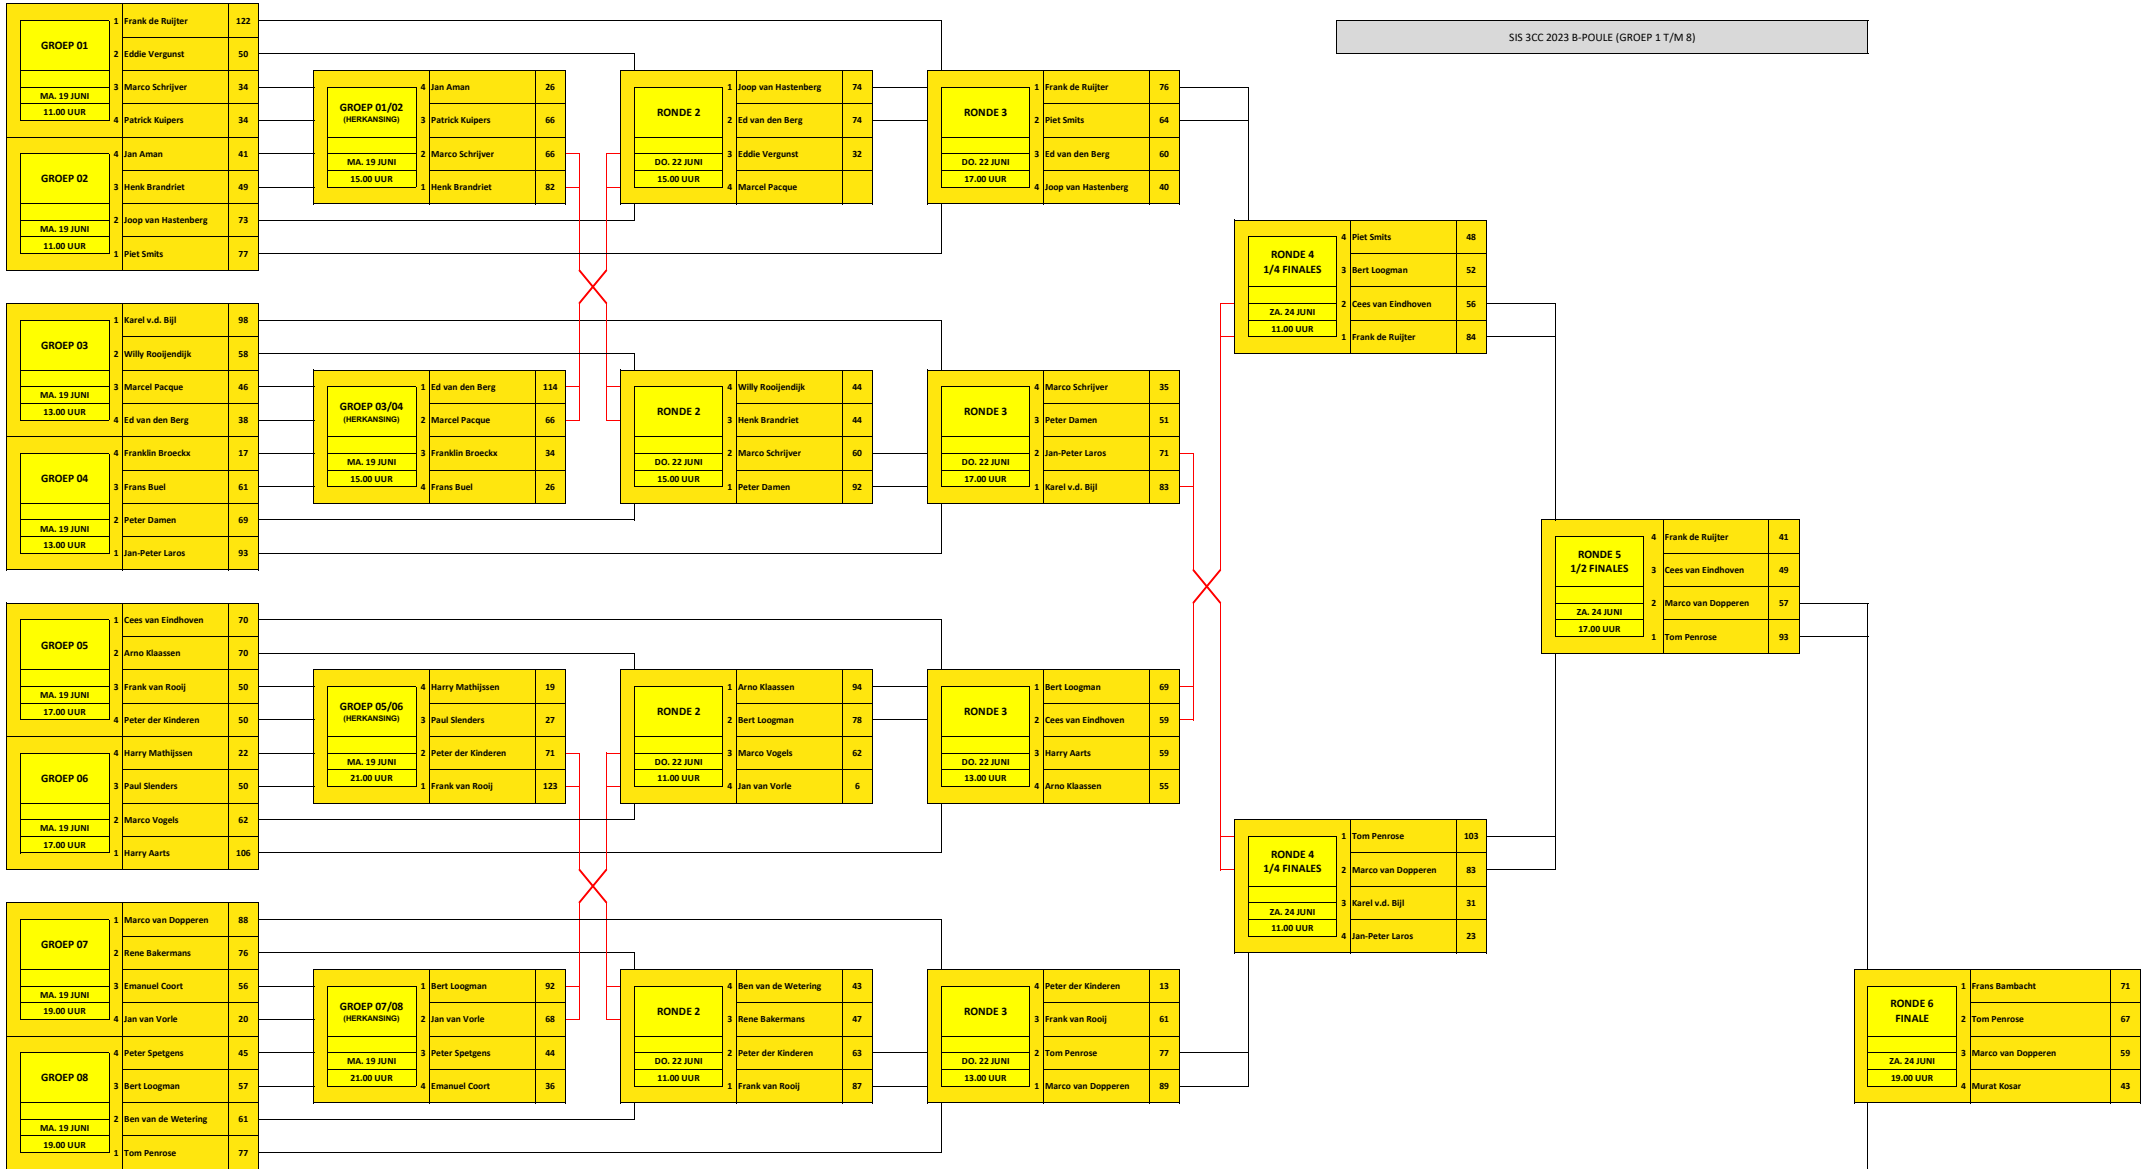 SIS 3CC 2023 B-POULE (GROEP 1 T/M 8)
GROEP 01
MA. 19 JUNI
11.00 UUR
1 Frank de Ruijter 122
2 Eddie Vergunst 50
3 Marco Schrijver 34
4 Patrick Kuipers 34
GROEP 02
MA. 19 JUNI
11.00 UUR
4 Jan Aman 41
3 Henk Brandriet 49
2 Joop van Hastenberg 73
1 Piet Smits 77
GROEP 03
MA. 19 JUNI
13.00 UUR
1 Karel v.d. Bijl 98
2 Willy Rooijendijk 58
3 Marcel Pacque 46
4 Ed van den Berg 38
GROEP 04
MA. 19 JUNI
13.00 UUR
4 Franklin Broeckx 17
3 Frans Buel 61
2 Peter Damen 69
1 Jan-Peter Laros 93
GROEP 05
MA. 19 JUNI
17.00 UUR
1 Cees van Eindhoven 70
2 Arno Klaassen 70
3 Frank van Rooij 50
4 Peter der Kinderen 50
GROEP 06
MA. 19 JUNI
17.00 UUR
4 Harry Mathijssen 22
3 Paul Slenders 50
2 Marco Vogels 62
1 Harry Aarts 106
GROEP 07
MA. 19 JUNI
19.00 UUR
1 Marco van Dopperen 88
2 Rene Bakermans 76
3 Emanuel Coort 56
4 Jan van Vorle 20
GROEP 08
MA. 19 JUNI
19.00 UUR
4 Peter Spetgens 45
3 Bert Loogman 57
2 Ben van de Wetering 61
1 Tom Penrose 77
GROEP 01/02
(HERKANSING)
MA. 19 JUNI
15.00 UUR
4 Jan Aman 26
3 Patrick Kuipers 66
2 Marco Schrijver 66
1 Henk Brandriet 82
GROEP 03/04
(HERKANSING)
MA. 19 JUNI
15.00 UUR
1 Ed van den Berg 114
2 Marcel Pacque 66
3 Franklin Broeckx 34
4 Frans Buel 26
GROEP 05/06
(HERKANSING)
MA. 19 JUNI
21.00 UUR
4 Harry Mathijssen 19
3 Paul Slenders 27
2 Peter der Kinderen 71
1 Frank van Rooij 123
GROEP 07/08
(HERKANSING)
MA. 19 JUNI
21.00 UUR
1 Bert Loogman 92
2 Jan van Vorle 68
3 Peter Spetgens 44
4 Emanuel Coort 36
RONDE 2
DO. 22 JUNI
15.00 UUR
1 Joop van Hastenberg 74
2 Ed van den Berg 74
3 Eddie Vergunst 32
4 Marcel Pacque
RONDE 2
DO. 22 JUNI
15.00 UUR
4 Willy Rooijendijk 44
3 Henk Brandriet 44
2 Marco Schrijver 60
1 Peter Damen 92
RONDE 2
DO. 22 JUNI
11.00 UUR
1 Arno Klaassen 94
2 Bert Loogman 78
3 Marco Vogels 62
4 Jan van Vorle 6
RONDE 2
DO. 22 JUNI
11.00 UUR
4 Ben van de Wetering 43
3 Rene Bakermans 47
2 Peter der Kinderen 63
1 Frank van Rooij 87
RONDE 3
DO. 22 JUNI
17.00 UUR
1 Frank de Ruijter 76
2 Piet Smits 64
3 Ed van den Berg 60
4 Joop van Hastenberg 40
RONDE 3
DO. 22 JUNI
17.00 UUR
4 Marco Schrijver 35
3 Peter Damen 51
2 Jan-Peter Laros 71
1 Karel v.d. Bijl 83
RONDE 3
DO. 22 JUNI
13.00 UUR
1 Bert Loogman 69
2 Cees van Eindhoven 59
3 Harry Aarts 59
4 Arno Klaassen 55
RONDE 3
DO. 22 JUNI
13.00 UUR
4 Peter der Kinderen 13
3 Frank van Rooij 61
2 Tom Penrose 77
1 Marco van Dopperen 89
RONDE 4
1/4 FINALES
ZA. 24 JUNI
11.00 UUR
4 Piet Smits 48
3 Bert Loogman 52
2 Cees van Eindhoven 56
1 Frank de Ruijter 84
RONDE 4
1/4 FINALES
ZA. 24 JUNI
11.00 UUR
1 Tom Penrose 103
2 Marco van Dopperen 83
3 Karel v.d. Bijl 31
4 Jan-Peter Laros 23
RONDE 5
1/2 FINALES
ZA. 24 JUNI
17.00 UUR
4 Frank de Ruijter 41
3 Cees van Eindhoven 49
2 Marco van Dopperen 57
1 Tom Penrose 93
RONDE 6
FINALE
ZA. 24 JUNI
19.00 UUR
1 Frans Bambacht 71
2 Tom Penrose 67
3 Marco van Dopperen 59
4 Murat Kosar 43